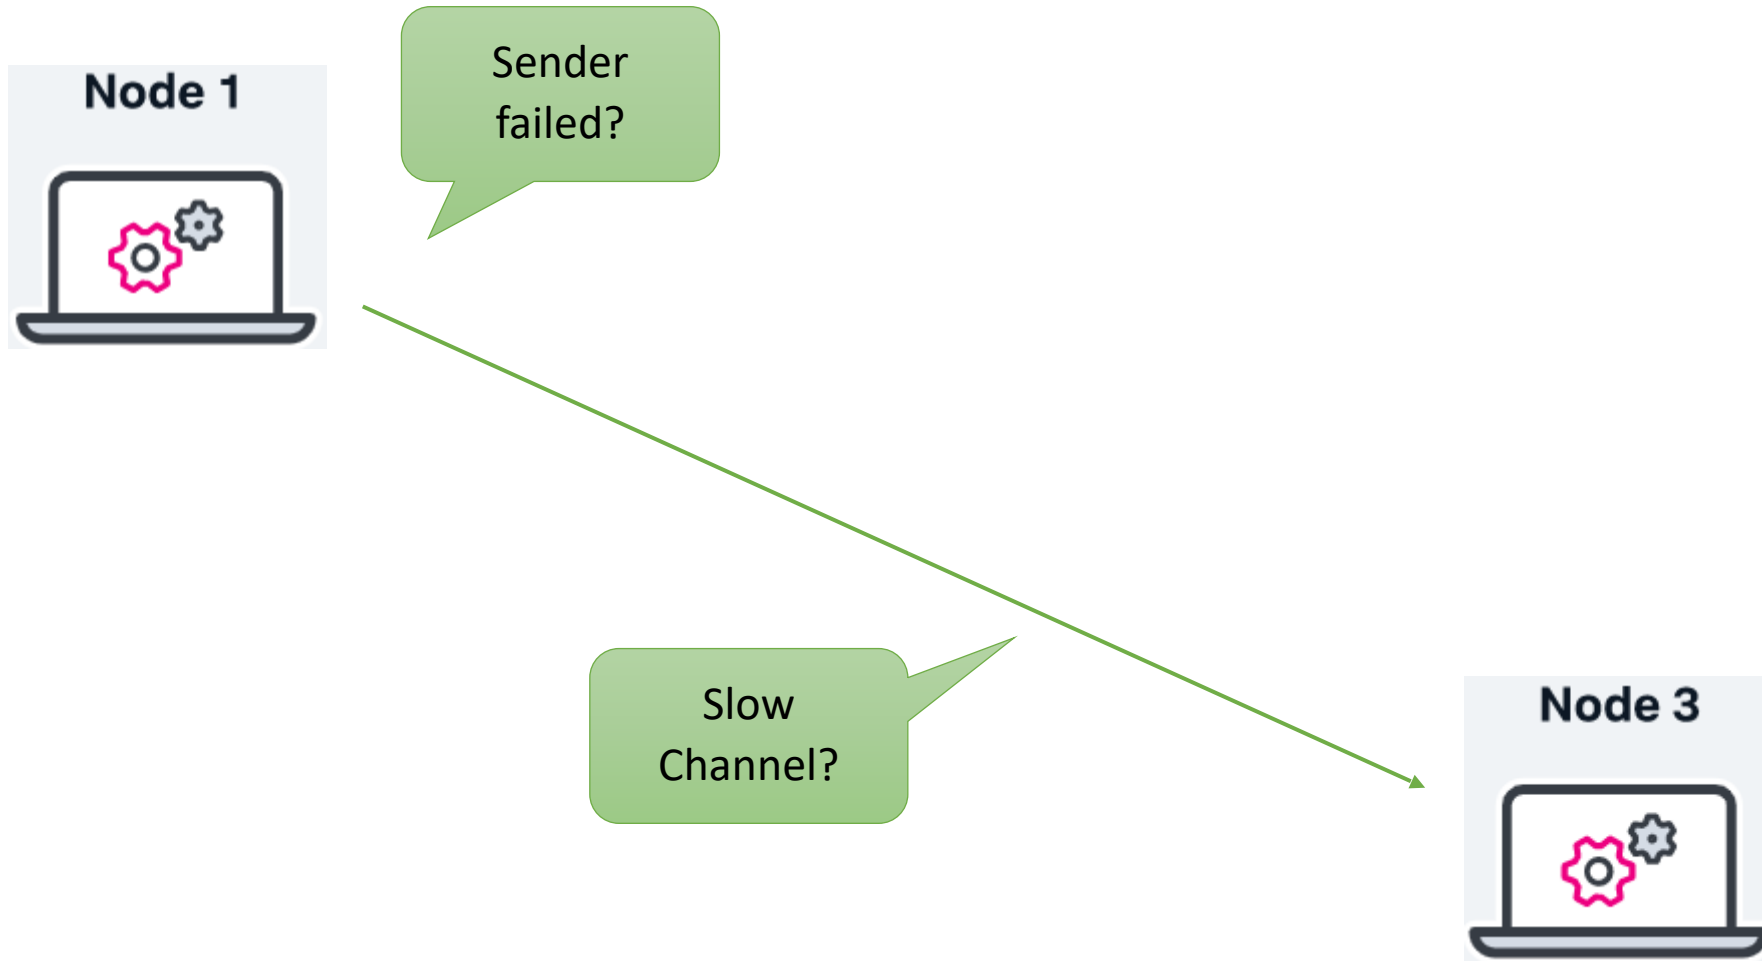 Node 1
Sender
failed?
Slow
Channel?
Node 3